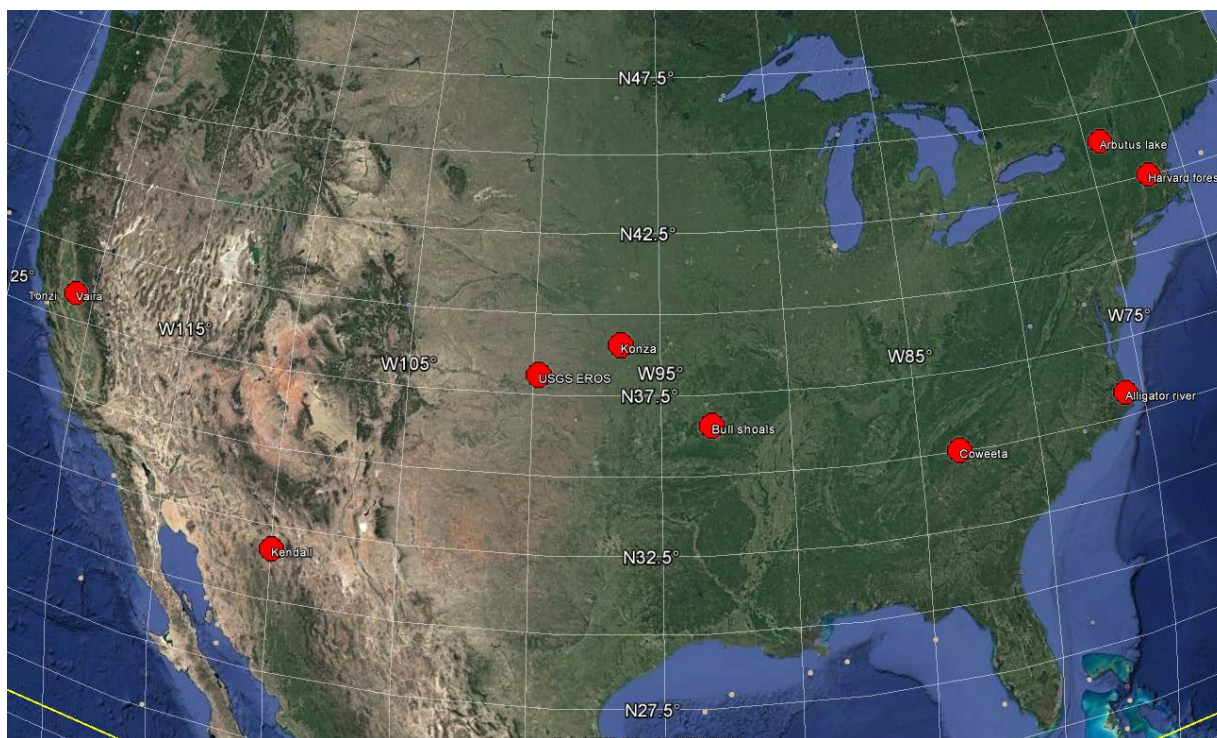 N47.5°
Arbutus lake
Harvard fores
N42.5°
25°
Tonzi
Vaira
W75°
W115°
Konza
W85°
W105°
W95°
USGS EROS
N37.5°
Alligator river
Bull shoals
Coweeta
Kendall
N32.5°
N27.5°